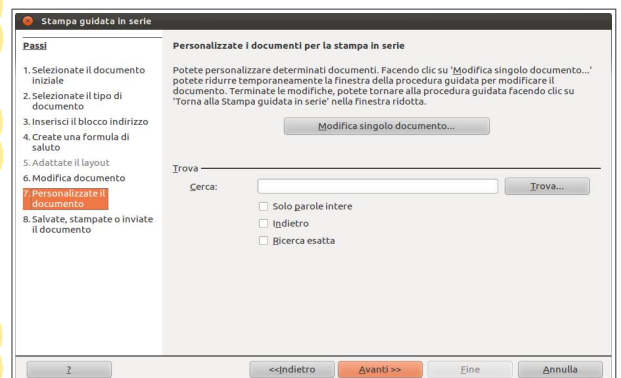 Stampa guidata in serie
Passi
1. Selezionate il documento
iniziale
2. Selezionate il tipo di
documento
3. Inserisci il blocco indirizzo
4. Create una formula di
saluto
5. Adattate il layout
6. Modifica documento
7. Personalizzate il
documento
8. Salvate, stampate o inviate
il documento
Personalizzate i documenti per la stampa in serie
Potete personalizzare determinati documenti. Facendo clic su 'Modifica singolo documento...'
potete ridurre temporaneamente la finestra della procedura guidata per modificare il
documento. Terminate le modifiche, potete tornare alla procedura guidata facendo clic su
'Torna alla Stampa guidata in serie' nella finestra ridotta.
Modifica singolo documento...
Trova
Cerca:
Trova...
Solo parole intere
Indietro
Ricerca esatta
?
<<Indietro
Avanti >>
Fine
Annulla